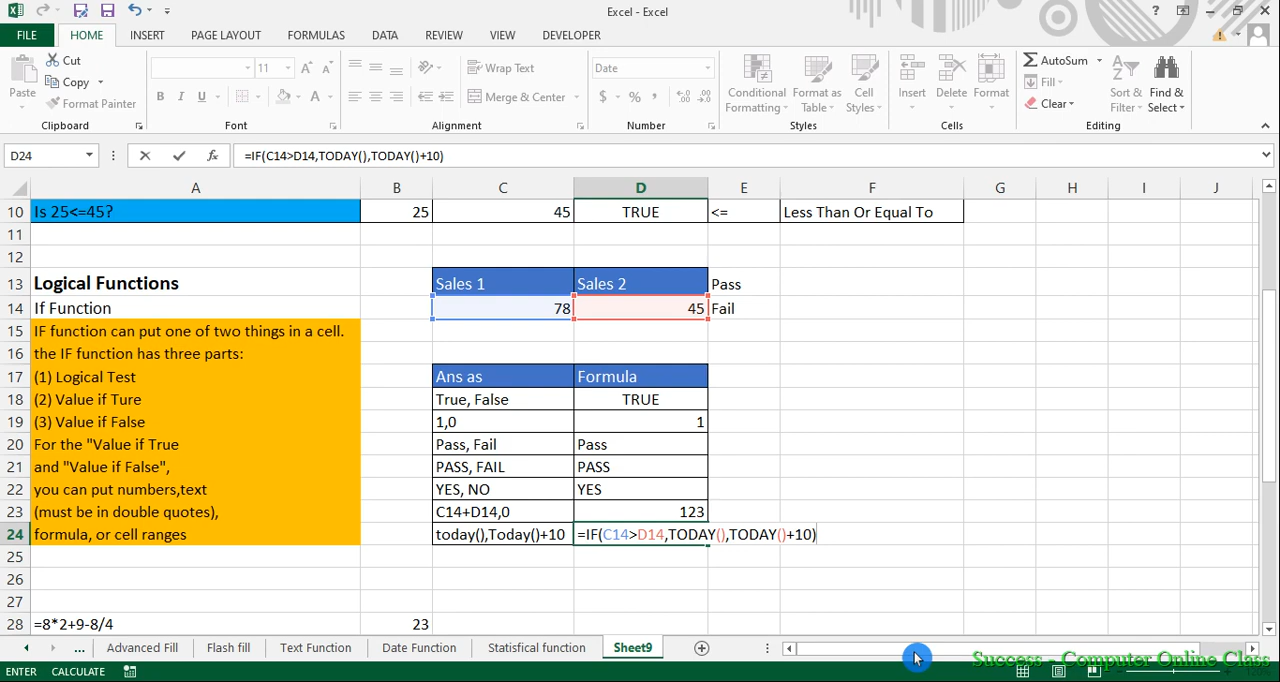 Excel - Excel
FILE HOME INSERT PAGE LAYOUT FORMULAS DATA REVIEW VIEW DEVELOPER
Cut
Copy
Format Painter
Paste
Clipboard
11
B I U
Font
Wrap Text
Merge & Center
Alignment
Date
$ % ,
Number
Conditional Formatting
Format as Table
Cell Styles
Styles
Insert Delete Format
Cells
AutoSum
Fill
Clear
Sort & Filter
Find & Select
Editing
D24 =IF(C14>D14,TODAY(),TODAY()+10)
A B C D E F G H I J
10 Is 25<=45? 25 45 TRUE <= Less Than Or Equal To
11
12
13 Logical Functions Sales 1 Sales 2 Pass
14 If Function 78 45 Fail
15 IF function can put one of two things in a cell.
16 the IF function has three parts:
17 (1) Logical Test Ans as Formula
18 (2) Value if Ture True, False TRUE
19 (3) Value if False 1,0 1
20 For the "Value if True Pass, Fail Pass
21 and "Value if False", PASS, FAIL PASS
22 you can put numbers,text YES, NO YES
23 (must be in double quotes), C14+D14,0 123
24 formula, or cell ranges today(),Today()+10 =IF(C14>D14,TODAY(),TODAY()+10)
25
26
27
28 =8*2+9-8/4 23
... Advanced Fill Flash fill Text Function Date Function Statisfical function Sheet9
ENTER CALCULATE
Success - Computer Online Class